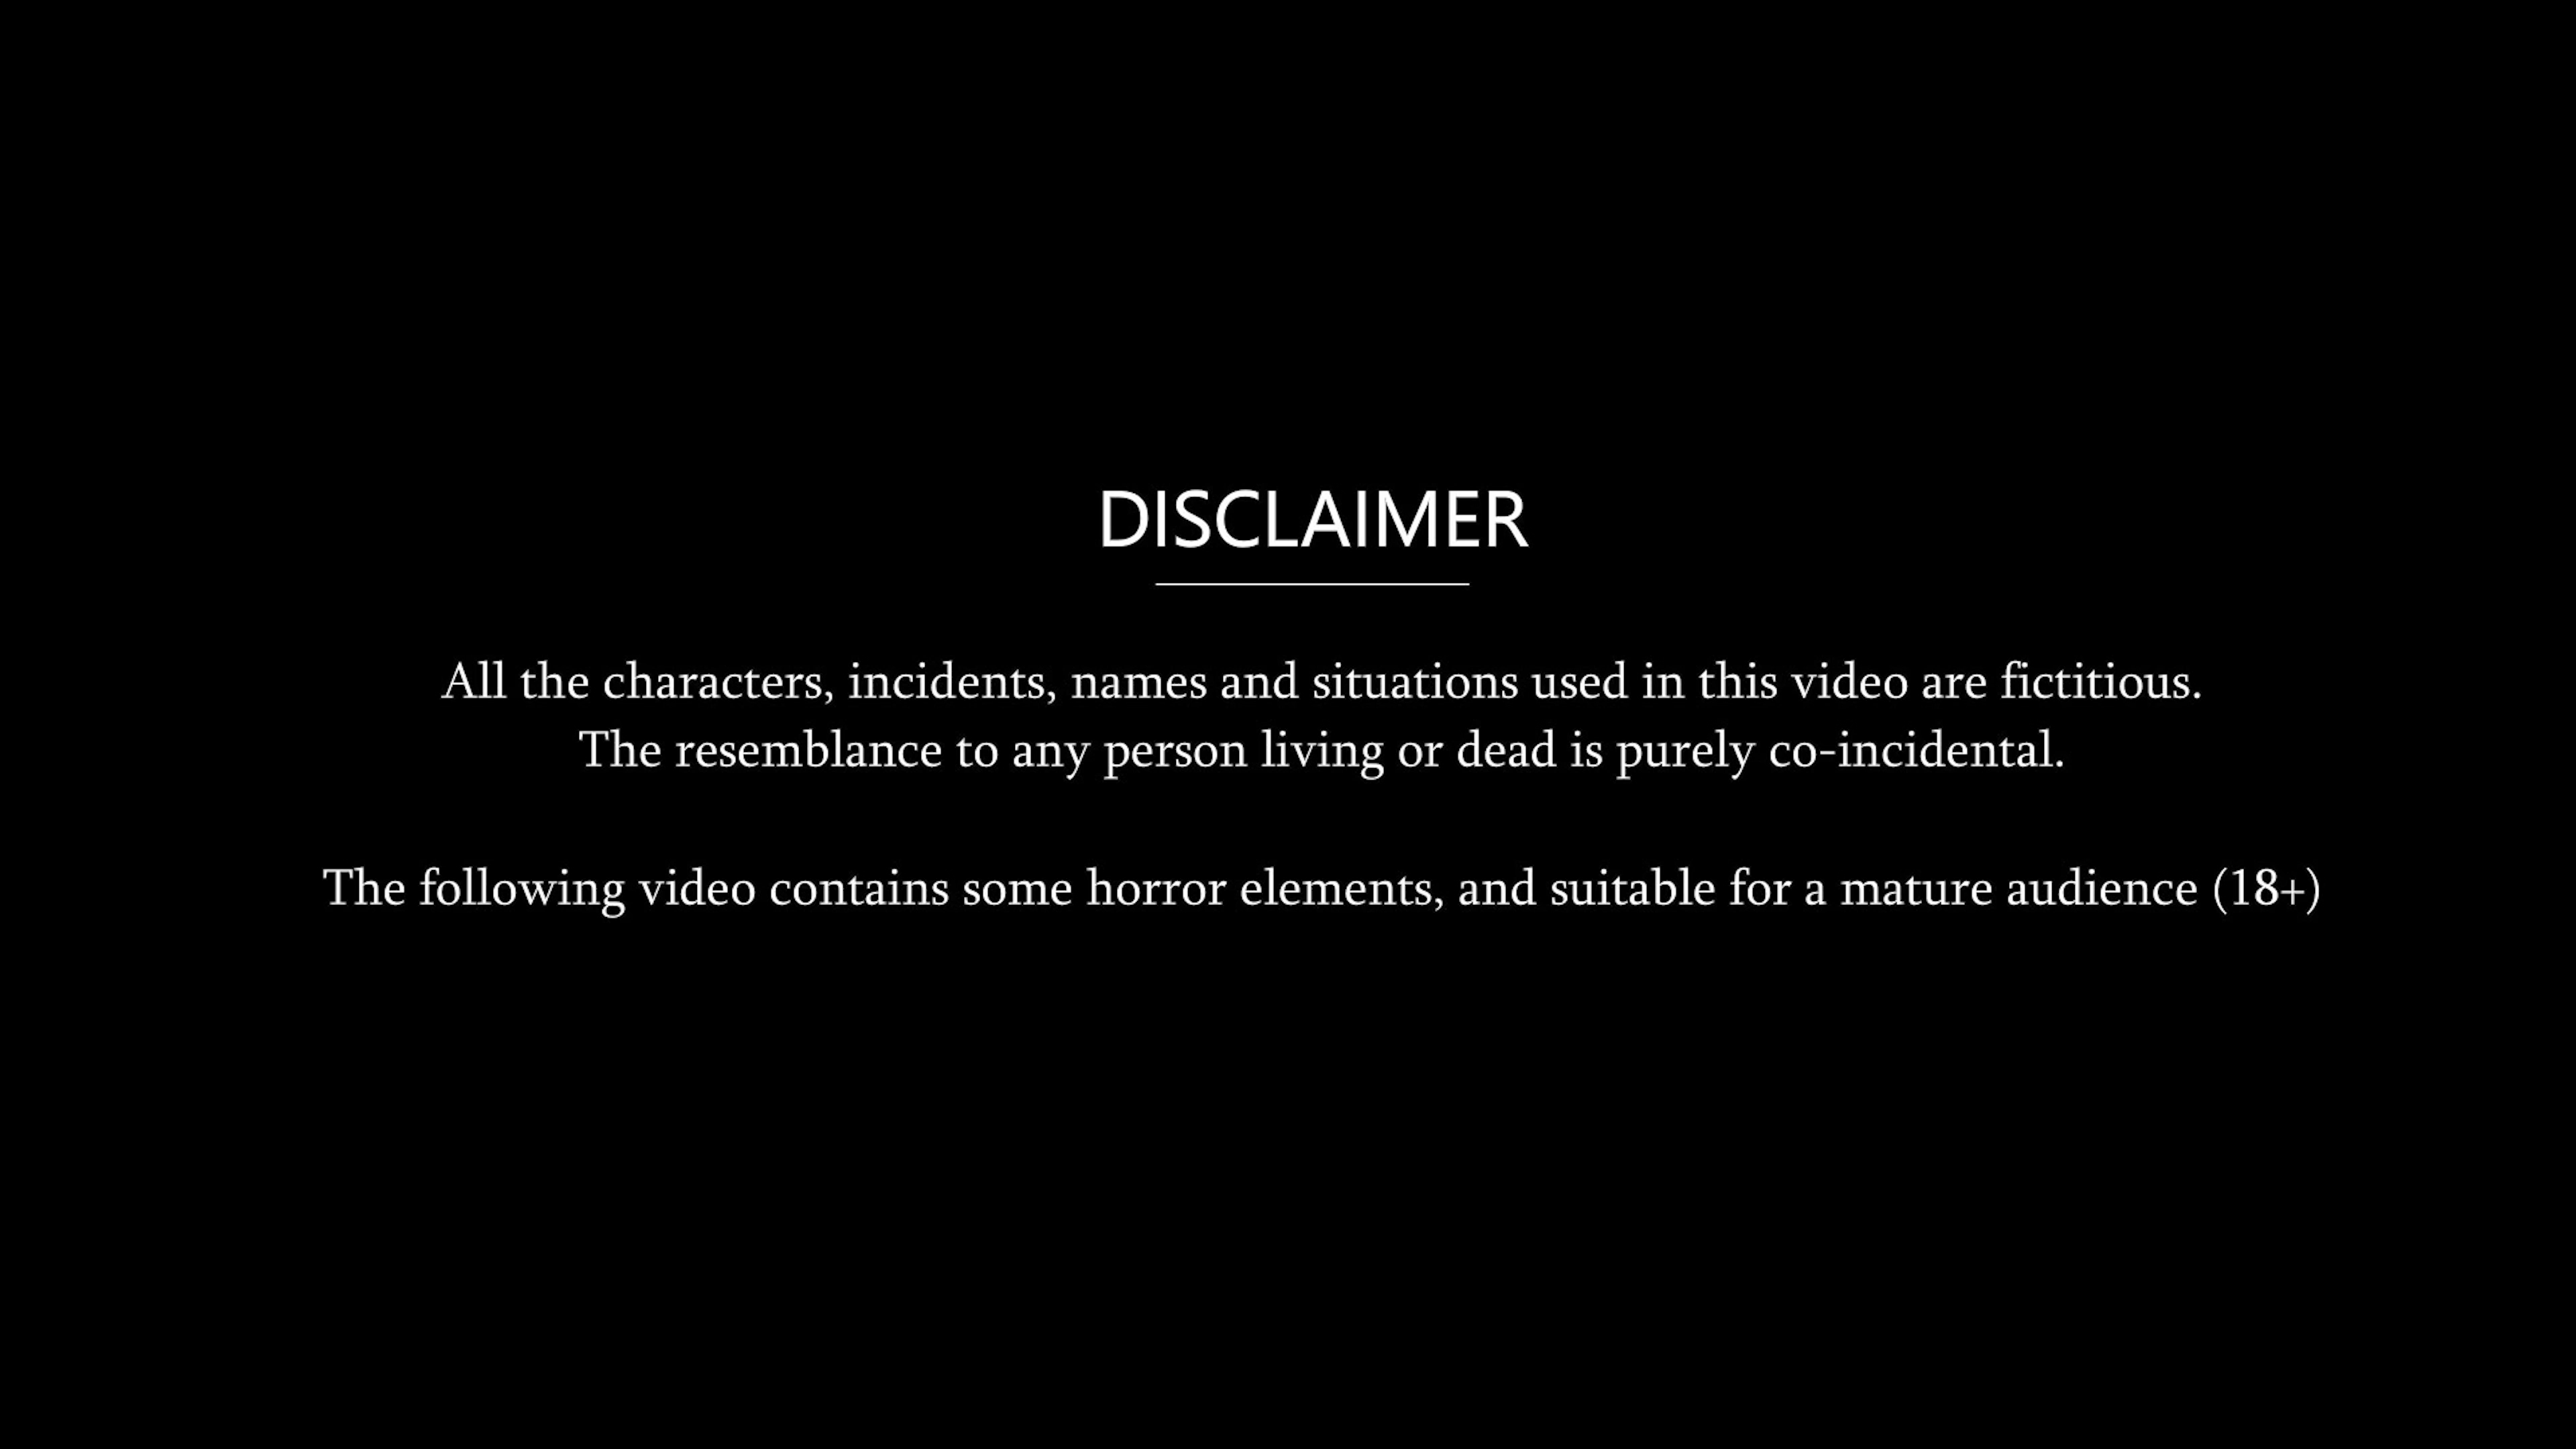 DISCLAIMER
All the characters, incidents, names and situations used in this video are fictitious.
The resemblance to any person living or dead is purely co-incidental.
The following video contains some horror elements, and suitable for a mature audience (18+)